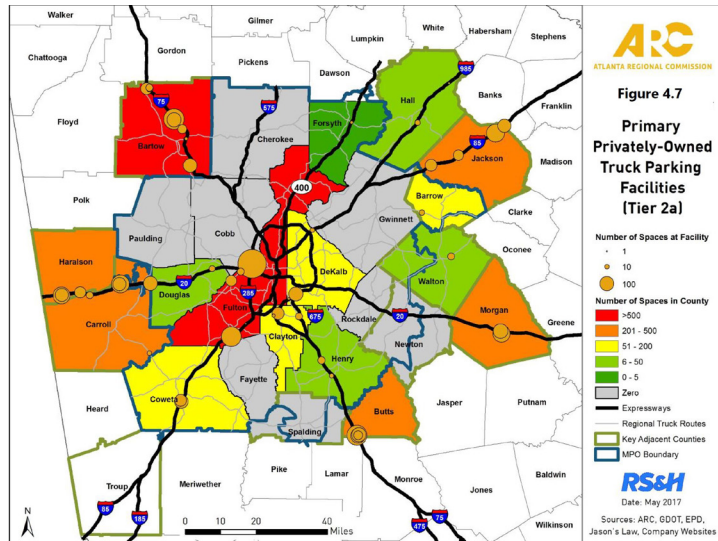 Walker
Gilmer
White
Habersham
Stephens
Lumpkin
Chattooga
Gordon
Pickens
Dawson
Banks
Franklin
Floyd
Bartow
Cherokee
Forsyth
Hall
Jackson
Madison
75
575
985
85
400
Polk
Paulding
Cobb
Gwinnett
Barrow
Clarke
Oconee
Haralson
Douglas
20
285
Fulton
DeKalb
Walton
Morgan
Greene
Carroll
Clayton
675
Rockdale
20
Newton
Henry
Heard
Coweta
Fayette
Spalding
Butts
Jasper
Putnam
Troup
Meriwether
Pike
Lamar
Monroe
Jones
Baldwin
Wilkinson
85
185
475
75
N
0 10 20 40
Miles
ARC
ATLANTA REGIONAL COMMISSION
Figure 4.7
Primary
Privately-Owned
Truck Parking
Facilities
(Tier 2a)
Number of Spaces at Facility
1
10
100
Number of Spaces in County
>500
201 - 500
51 - 200
6 - 50
0 - 5
Zero
Expressways
Regional Truck Routes
Key Adjacent Counties
MPO Boundary
RS&H
Date: May 2017
Sources: ARC, GDOT, EPD,
Jason's Law, Company Websites